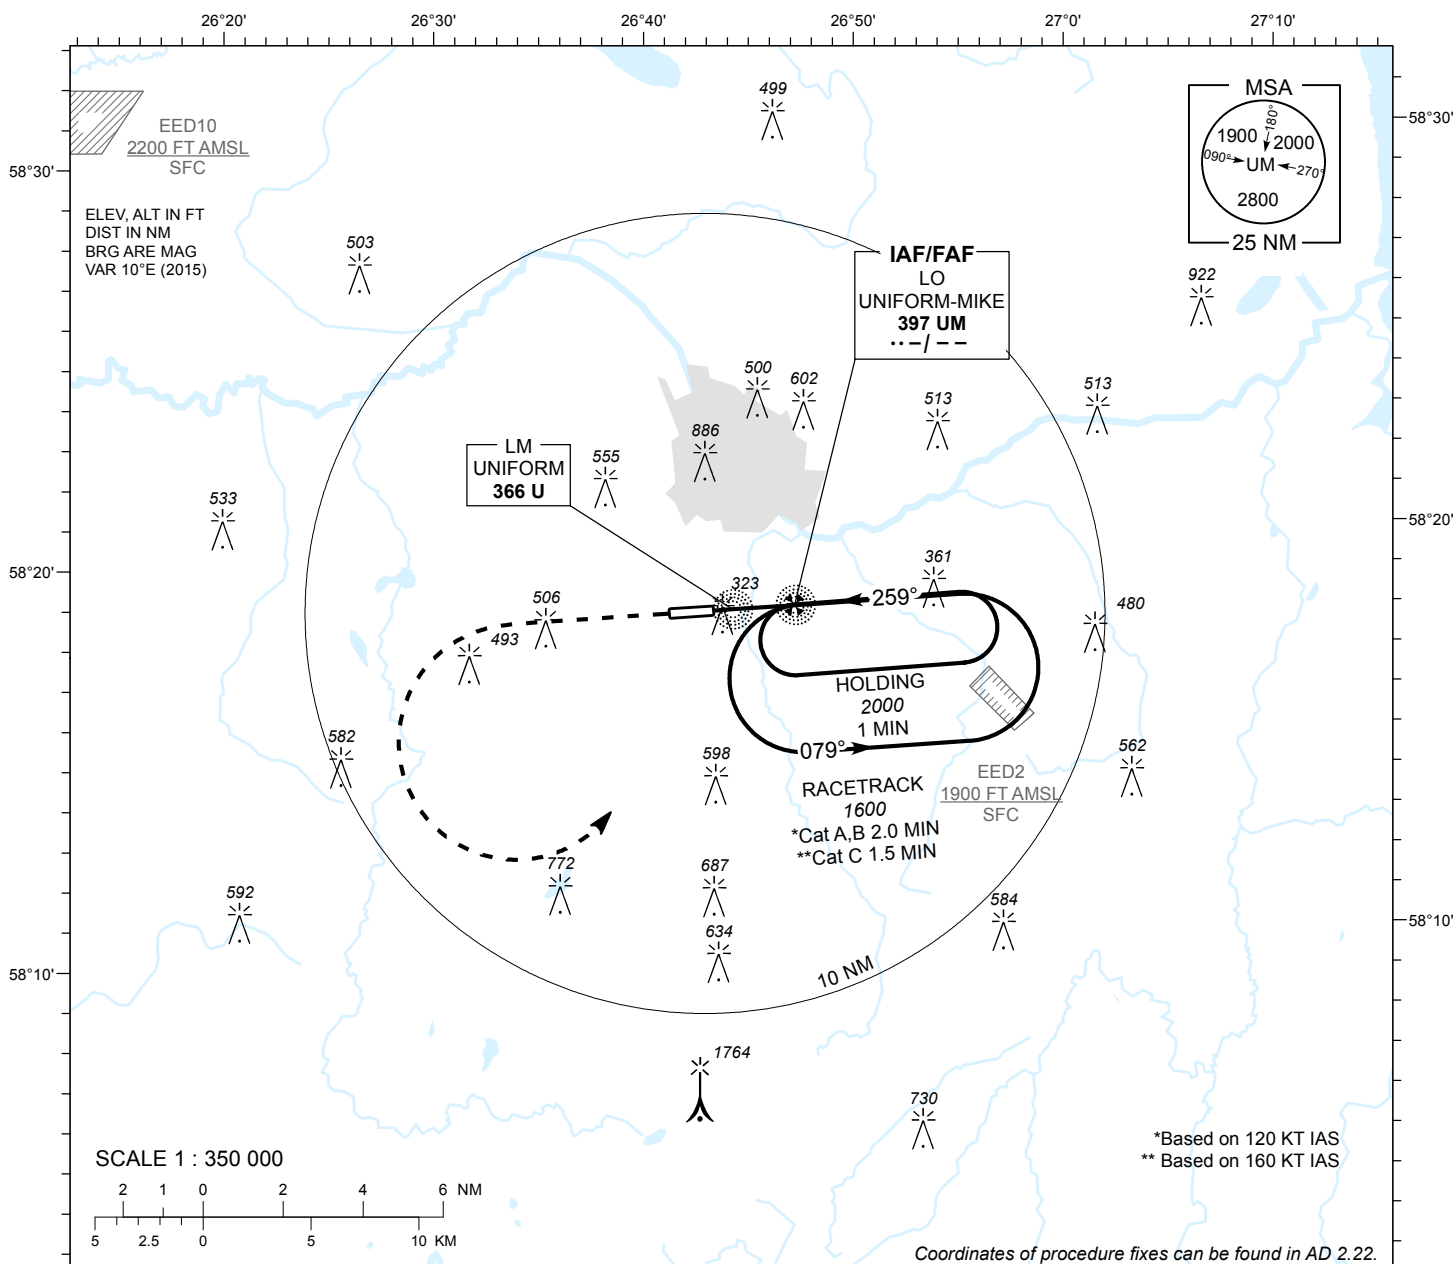 26°20'
26°30'
26°40'
26°50'
27°0'
27°10'
58°30'
58°30'
EED10
2200 FT AMSL
SFC
ELEV, ALT IN FT
DIST IN NM
BRG ARE MAG
VAR 10°E (2015)
MSA
180°
1900
2000
090°
UM
270°
2800
25 NM
499
503
IAF/FAF
LO
UNIFORM-MIKE
397 UM
··–/ – –
922
500
602
513
513
886
LM
UNIFORM
366 U
555
533
58°20'
58°20'
361
323
259°
506
480
493
HOLDING
2000
1 MIN
582
079°
598
562
EED2
1900 FT AMSL
SFC
RACETRACK
1600
*Cat A,B 2.0 MIN
**Cat C 1.5 MIN
772
687
592
584
58°10'
634
58°10'
10 NM
1764
730
*Based on 120 KT IAS
** Based on 160 KT IAS
SCALE 1 : 350 000
2 1 0 2 4 6 NM
5 2.5 0 5 10 KM
Coordinates of procedure fixes can be found in AD 2.22.